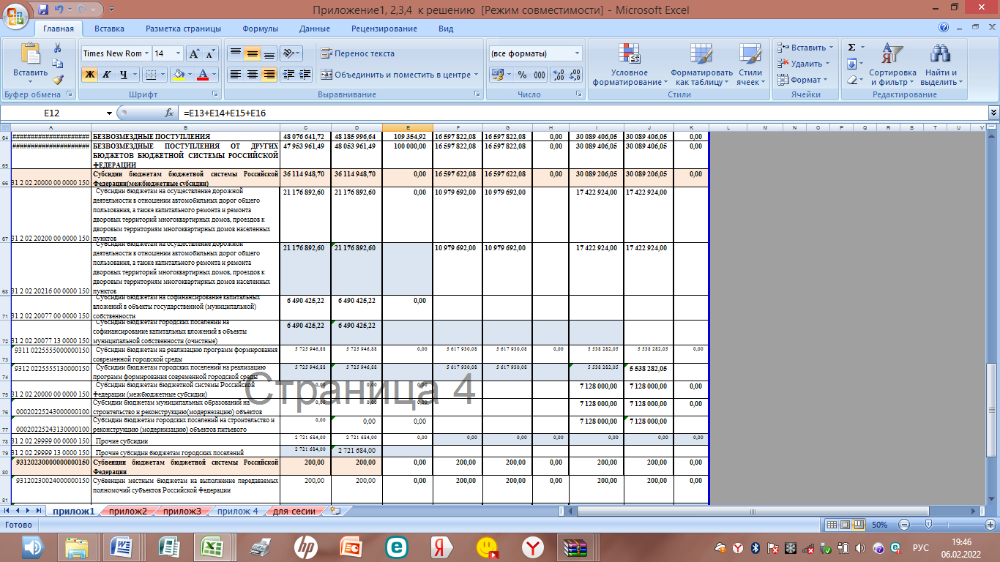 Приложение1, 2,3,4 к решению [Режим совместимости] - Microsoft Excel
Главная Вставка Разметка страницы Формулы Данные Рецензирование Вид
Вставить
Times New Rom 14
Ж К Ч
Перенос текста
Объединить и поместить в центре
(все форматы)
% 000
Условное форматирование
Форматировать как таблицу
Стили ячеек
Вставить
Удалить
Формат
Сортировка и фильтр
Найти и выделить
Буфер обмена Шрифт Выравнивание Число Стили Ячейки Редактирование
E12 fx =E13+E14+E15+E16
A B C D E F G H I J K L M N O P Q R S T U V
64 ##################### БЕЗВОЗМЕЗДНЫЕ ПОСТУПЛЕНИЯ 48 076 641,72 48 185 996,64 109 354,92 16 597 822,08 16 597 822,08 0,00 30 089 406,05 30 089 406,05 0,00
##################### БЕЗВОЗМЕЗДНЫЕ ПОСТУПЛЕНИЯ ОТ ДРУГИХ 47 953 961,49 48 053 961,49 100 000,00 16 597 822,08 16 597 822,08 0,00 30 089 406,05 30 089 406,05 0,00
БЮДЖЕТОВ БЮДЖЕТНОЙ СИСТЕМЫ РОССИЙСКОЙ
65 ФЕДЕРАЦИИ
Субсидии бюджетам бюджетной системы Российской 36 114 948,70 36 114 948,70 0,00 16 597 622,08 16 597 622,08 0,00 30 089 206,05 30 089 206,05 0,00
66 31 2 02 20000 00 0000 150 Федерации(межбюджетные субсидии)
Субсидии бюджетам на осуществление дорожной 21 176 892,60 21 176 892,60 0,00 10 979 692,00 10 979 692,00 17 422 924,00 17 422 924,00
деятельности в отношении автомобильных дорог общего
пользования, а также капитального ремонта и ремонта
дворовых территорий многоквартирных домов, проездов к
дворовым территориям многоквартирных домов населенных
67 31 2 02 20200 00 0000 150 пунктов
Субсидии бюджетам на осуществление дорожной 21 176 892,60 21 176 892,60 10 979 692,00 10 979 692,00 17 422 924,00 17 422 924,00
деятельности в отношении автомобильных дорог общего
пользования, а также капитального ремонта и ремонта
дворовых территорий многоквартирных домов, проездов к
дворовым территориям многоквартирных домов населенных
68 31 2 02 20216 00 0000 150 пунктов
Субсидии бюджетам на софинансирование капитальных 6 490 425,22 6 490 425,22 0,00
вложений в объекты государственной (муниципальной)
71 31 2 02 20077 00 0000 150 собственности
Субсидии бюджетам городских поселений на 6 490 425,22 6 490 425,22
софинансирование капитальных вложений в объекты
72 31 2 02 20077 13 0000 150 муниципальной собственности (очистные)
9311 0225555000000150 Субсидии бюджетам на реализацию программ формирования 5 725 946,88 5 725 946,88 0,00 5 617 930,08 5 617 930,08 0,00 5 538 282,05 5 538 282,05 0,00
73 современной городской среды
9312 0225555130000150 Субсидии бюджетам городских поселений на реализацию 5 725 946,88 5 725 946,88 5 617 930,08 5 617 930,08 5 538 282,05 5 538 282,05
74 программ формирования современной городской среды
Субсидии бюджетам бюджетной системы Российской 0,00 0,00 0,00 7 128 000,00 7 128 000,00 0,00
75 31 2 02 20000 00 0000 150 Федерации (межбюджетные субсидии)
Субсидии бюджетам муниципальных образований на 0,00 0,00 0,00 7 128 000,00 7 128 000,00 0,00
76 00020225243000000100 строительство и реконструкцию(модернезацию) объектов
Субсидии бюджетам городских поселений на строительство и 0,00 0,00 0,00 7 128 000,00 7 128 000,00 0,00
77 00020225243130000100 реконструкцию (модернизацию) объектов питьевого
78 31 2 02 29999 00 0000 150 Прочие субсидии 2 721 684,00 2 721 684,00 0,00 0,00 0,00 0,00 0,00 0,00 0,00
79 31 2 02 29999 13 0000 150 Прочие субсидии бюджетам городских поселений 2 721 684,00 2 721 684,00
93120230000000000150 Субвенции бюджетам бюджетной системы Российской 200,00 200,00 0,00 200,00 200,00 0,00 200,00 200,00 0,00
80 Федерации
93120230024000000150 Субвенции местным бюджетам на выполнение передаваемых 200,00 200,00 0,00 200,00 200,00 0,00 200,00 200,00 0,00
полномочий субъектов Российской Федерации
81
Страница 4
прилож1 прилож2 прилож3 прилож 4 для сесии
Готово 50%
РУС 19:46
06.02.2022